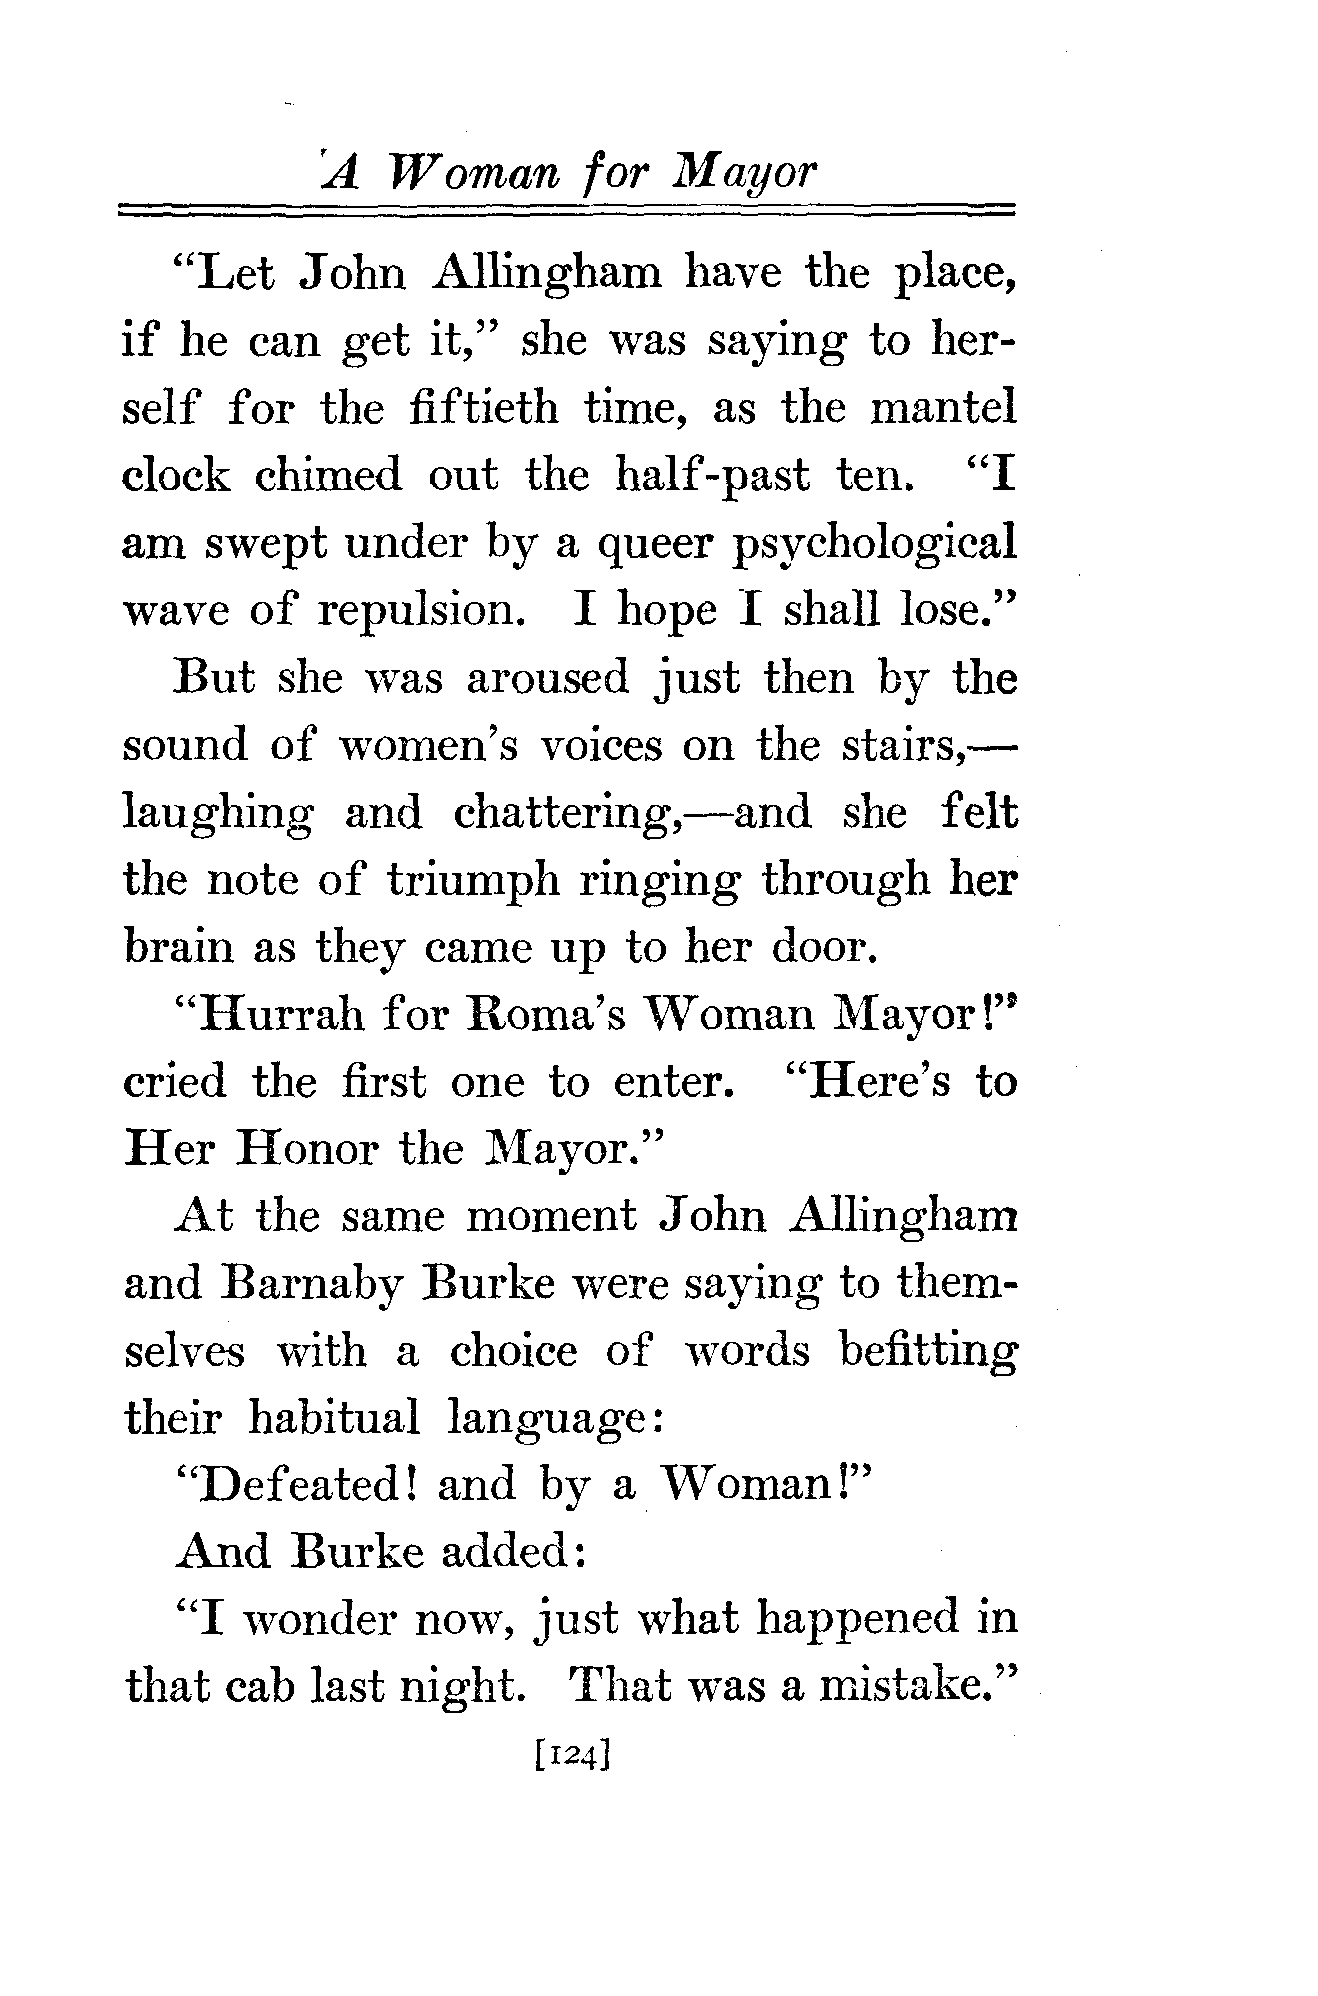 A Woman for Mayor
“Let John Allingham have the place,
if he can get it,” she was saying to her-
self for the fiftieth time, as the mantel
clock chimed out the half-past ten. “I
am swept under by a queer psychological
wave of repulsion. I hope I shall lose.”
But she was aroused just then by the
sound of women’s voices on the stairs,—
laughing and chattering,—and she felt
the note of triumph ringing through her
brain as they came up to her door.
“Hurrah for Roma’s Woman Mayor!”
cried the first one to enter. “Here’s to
Her Honor the Mayor.”
At the same moment John Allingham
and Barnaby Burke were saying to them-
selves with a choice of words befitting
their habitual language:
“Defeated! and by a Woman!”
And Burke added:
“I wonder now, just what happened in
that cab last night. That was a mistake.”
[124]